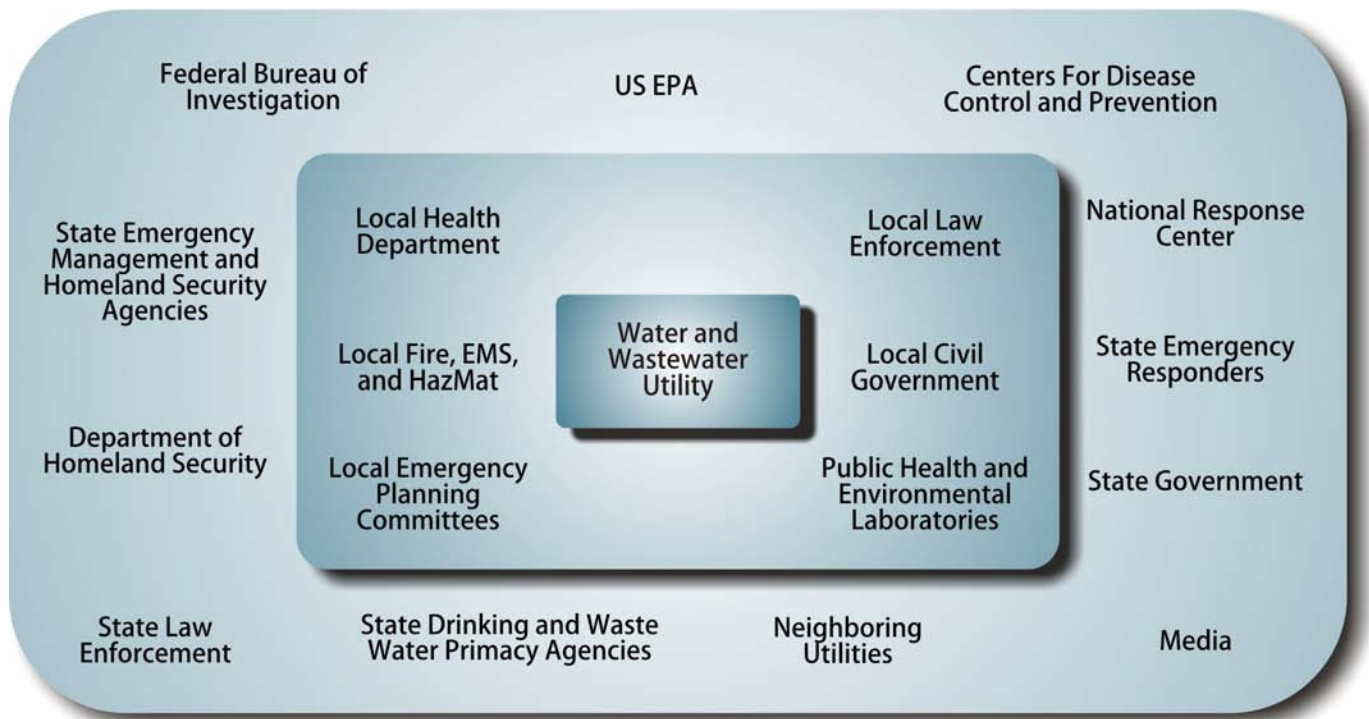 Federal Bureau of
Investigation
US EPA
Centers For Disease
Control and Prevention
State Emergency
Management and
Homeland Security
Agencies
Local Health
Department
Local Law
Enforcement
National Response
Center
Local Fire, EMS,
and HazMat
Water and
Wastewater
Utility
Local Civil
Government
State Emergency
Responders
Department of
Homeland Security
Local Emergency
Planning
Committees
Public Health and
Environmental
Laboratories
State Government
State Law
Enforcement
State Drinking and Waste
Water Primacy Agencies
Neighboring
Utilities
Media